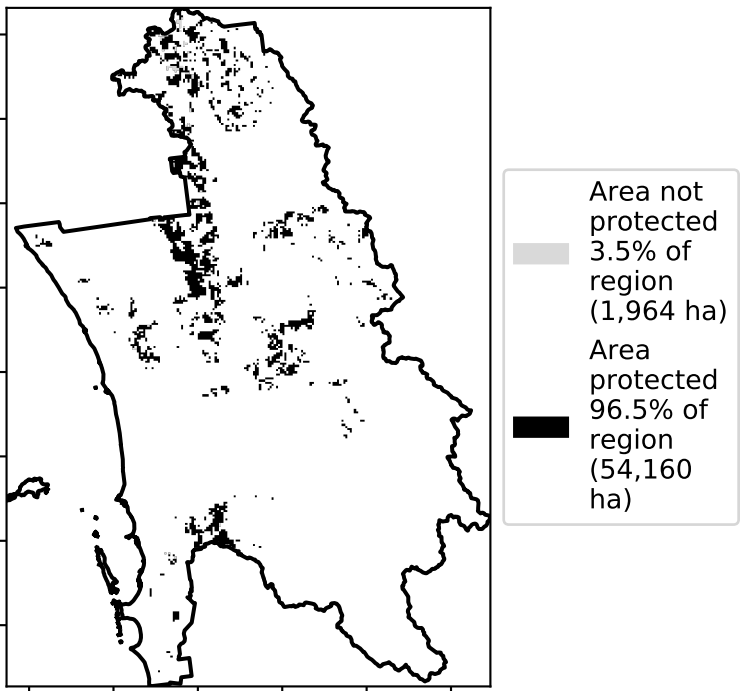 Area not
protected
3.5% of
region
(1,964 ha)
Area
protected
96.5% of
region
(54,160
ha)